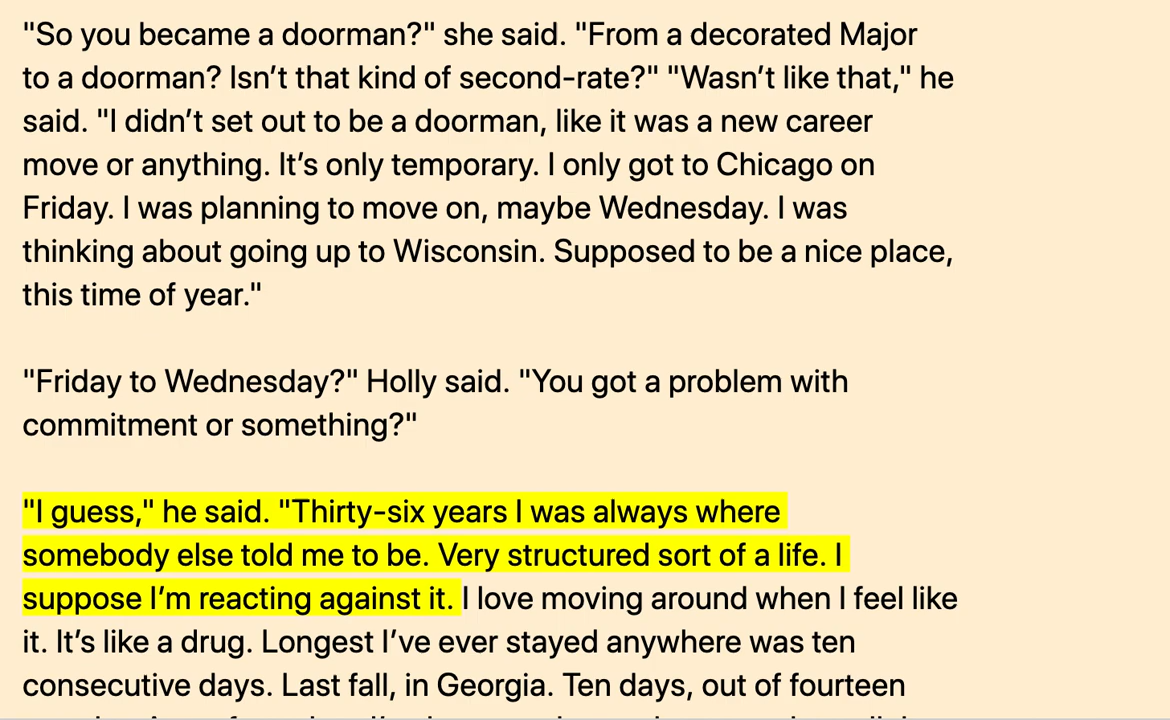 "So you became a doorman?" she said. "From a decorated Major
to a doorman? Isn’t that kind of second-rate?" "Wasn’t like that," he
said. "I didn’t set out to be a doorman, like it was a new career
move or anything. It’s only temporary. I only got to Chicago on
Friday. I was planning to move on, maybe Wednesday. I was
thinking about going up to Wisconsin. Supposed to be a nice place,
this time of year."
"Friday to Wednesday?" Holly said. "You got a problem with
commitment or something?"
"I guess," he said. "Thirty-six years I was always where
somebody else told me to be. Very structured sort of a life. I
suppose I’m reacting against it. I love moving around when I feel like
it. It’s like a drug. Longest I’ve ever stayed anywhere was ten
consecutive days. Last fall, in Georgia. Ten days, out of fourteen